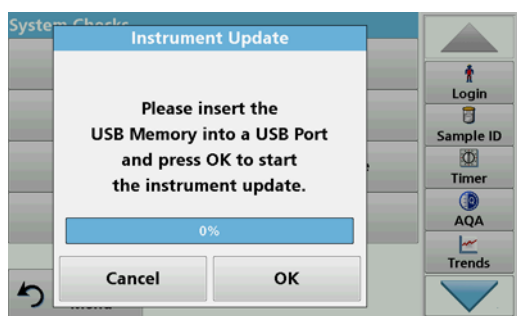 System Checks
Instrument Update
Please insert the
USB Memory into a USB Port
and press OK to start
the instrument update.
0%
Cancel
OK
Menu
Login
Sample ID
Timer
AQA
Trends